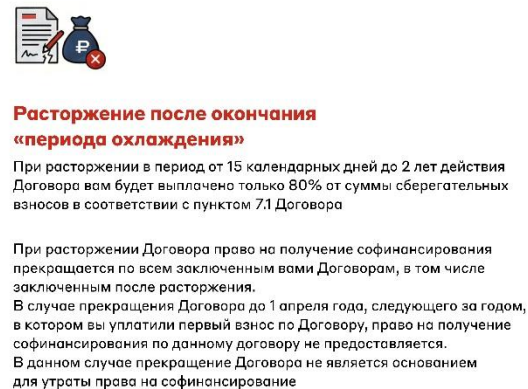 Расторжение после окончания
«периода охлаждения»
При расторжении в период от 15 календарных дней до 2 лет действия
Договора вам будет выплачено только 80% от суммы сберегательных
взносов в соответствии с пунктом 7.1 Договора
При расторжении Договора право на получение софинансирования
прекращается по всем заключенным вами Договорам, в том числе
заключенным после расторжения.
В случае прекращения Договора до 1 апреля года, следующего за годом,
в котором вы уплатили первый взнос по Договору, право на получение
софинансирования по данному договору не предоставляется.
В данном случае прекращение Договора не является основанием
для утраты права на софинансирование